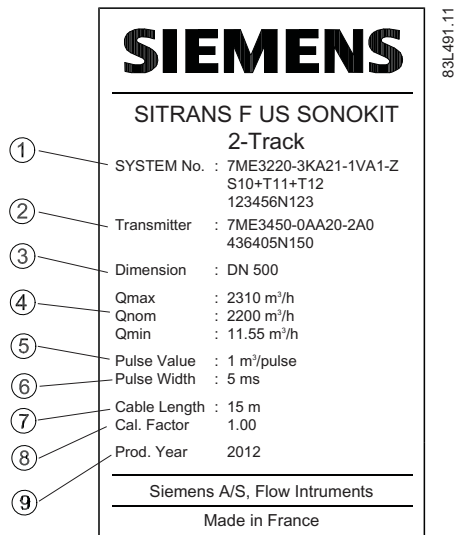 SIEMENS
83L491.11
SITRANS F US SONOKIT
2-Track
① SYSTEM No. : 7ME3220-3KA21-1VA1-Z
S10+T11+T12
123456N123
② Transmitter : 7ME3450-0AA20-2A0
436405N150
③ Dimension : DN 500
④ Qmax : 2310 m³/h
Qnom : 2200 m³/h
Qmin : 11.55 m³/h
⑤ Pulse Value : 1 m³/pulse
⑥ Pulse Width : 5 ms
⑦ Cable Length : 15 m
⑧ Cal. Factor 1.00
⑨ Prod. Year 2012
Siemens A/S, Flow Intruments
Made in France